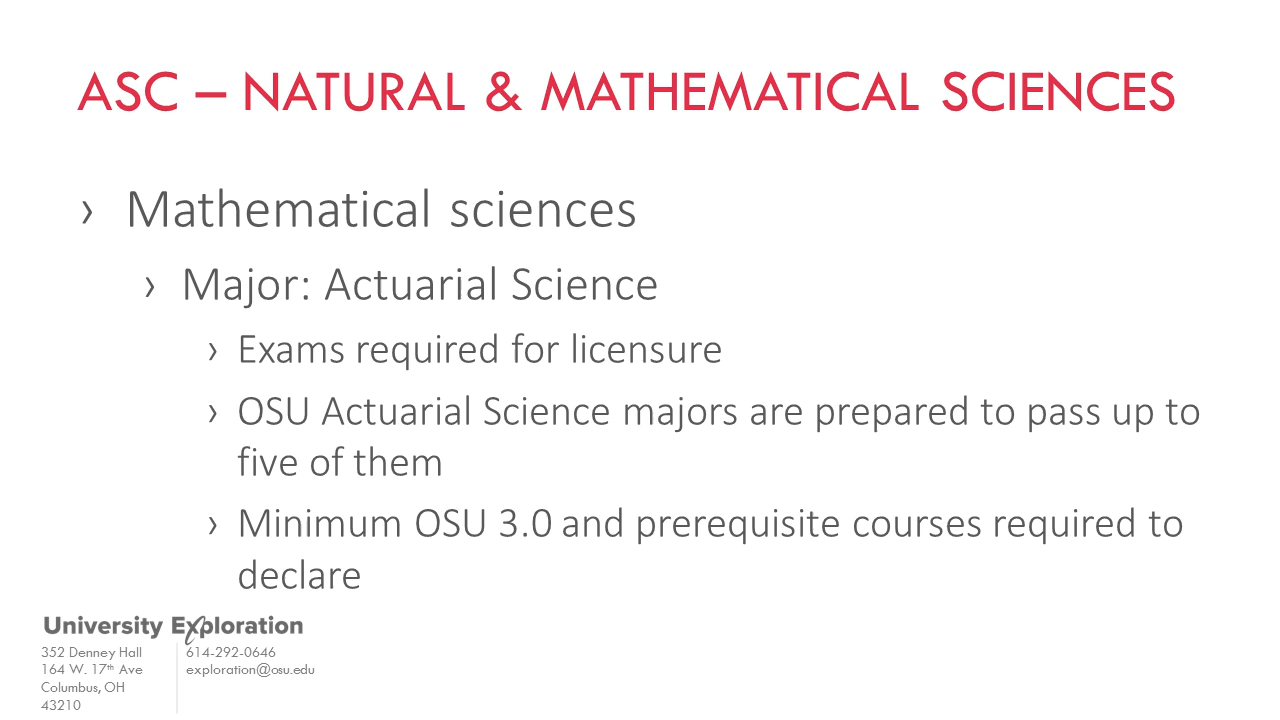 ASC – NATURAL & MATHEMATICAL SCIENCES
› Mathematical sciences
› Major: Actuarial Science
› Exams required for licensure
› OSU Actuarial Science majors are prepared to pass up to
five of them
› Minimum OSU 3.0 and prerequisite courses required to
declare
University Exploration
352 Denney Hall
164 W. 17th Ave
Columbus, OH
43210
614-292-0646
exploration@osu.edu